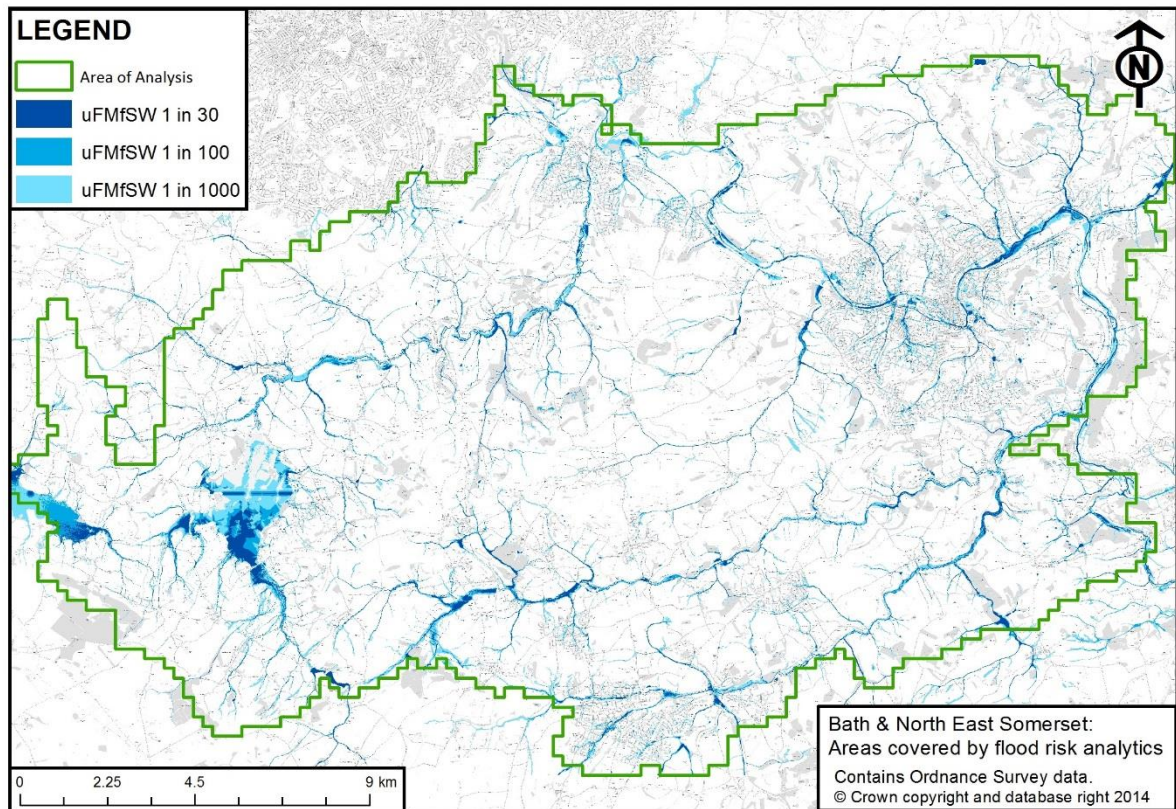 LEGEND
Area of Analysis
uFMfSW 1 in 30
uFMfSW 1 in 100
uFMfSW 1 in 1000
N
Bath & North East Somerset:
Areas covered by flood risk analytics
Contains Ordnance Survey data.
© Crown copyright and database right 2014
0 2.25 4.5 9 km